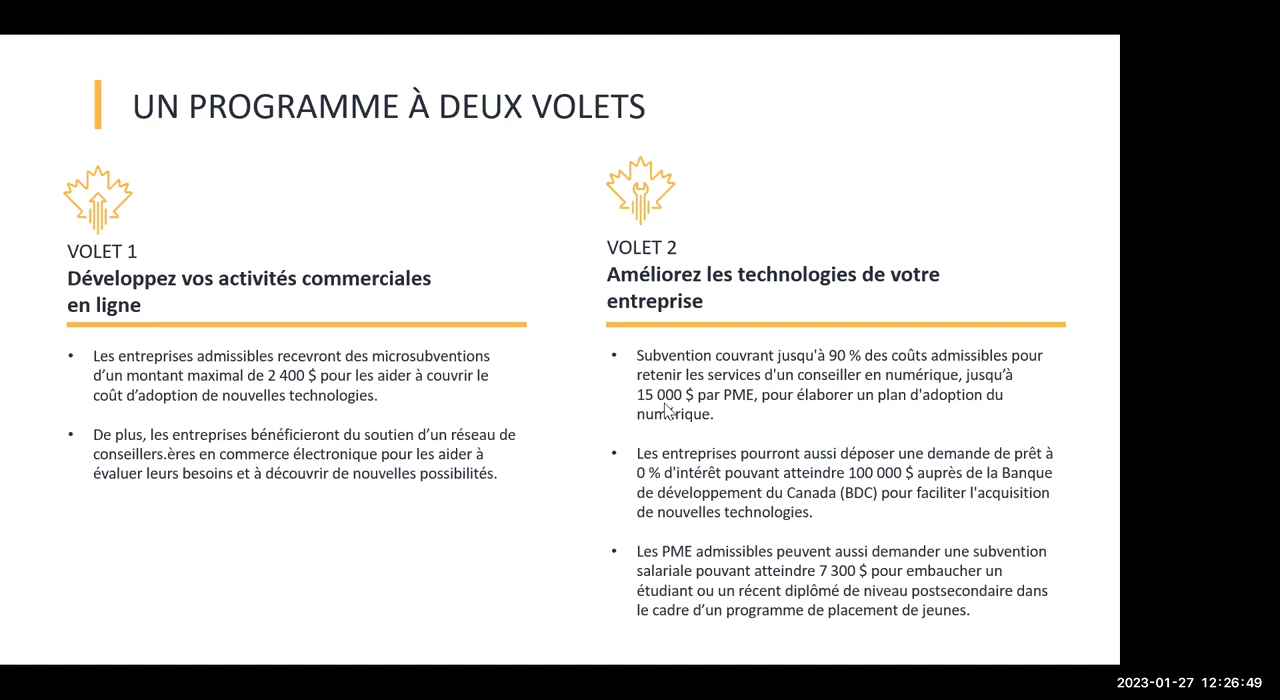 UN PROGRAMME À DEUX VOLETS
VOLET 1
Développez vos activités commerciales
en ligne
• Les entreprises admissibles recevront des microsubventions
d’un montant maximal de 2 400 $ pour les aider à couvrir le
coût d’adoption de nouvelles technologies.
• De plus, les entreprises bénéficieront du soutien d’un réseau de
conseillers.ères en commerce électronique pour les aider à
évaluer leurs besoins et à découvrir de nouvelles possibilités.
VOLET 2
Améliorez les technologies de votre
entreprise
• Subvention couvrant jusqu'à 90 % des coûts admissibles pour
retenir les services d'un conseiller en numérique, jusqu’à
15 000 $ par PME, pour élaborer un plan d'adoption du
numérique.
• Les entreprises pourront aussi déposer une demande de prêt à
0 % d'intérêt pouvant atteindre 100 000 $ auprès de la Banque
de développement du Canada (BDC) pour faciliter l'acquisition
de nouvelles technologies.
• Les PME admissibles peuvent aussi demander une subvention
salariale pouvant atteindre 7 300 $ pour embaucher un
étudiant ou un récent diplômé de niveau postsecondaire dans
le cadre d’un programme de placement de jeunes.
2023-01-27 12:26:49